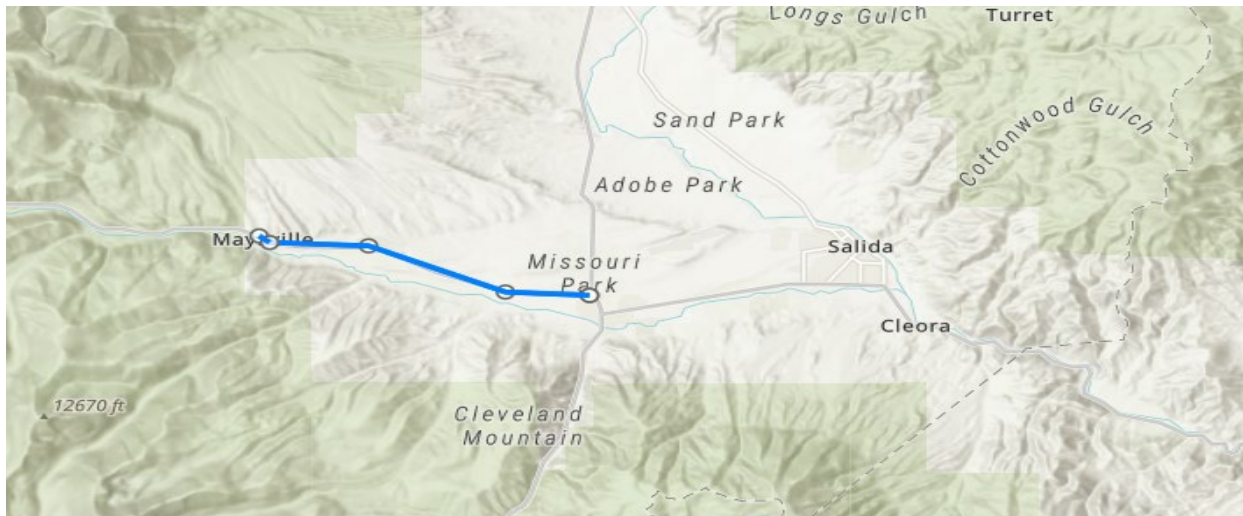 Longs Gulch
Turret
Sand Park
Cottonwood Gulch
Adobe Park
Salida
Missouri
Park
Cleora
12670 ft
Cleveland
Mountain